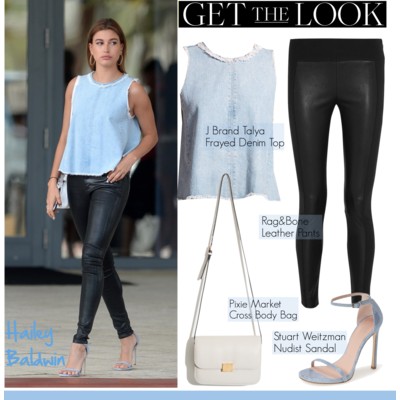 GET THE LOOK
J Brand Talya
Frayed Denim Top
Rag&Bone
Leather Pants
Pixie Market
Cross Body Bag
Stuart Weitzman
Nudist Sandal
Hailey
Baldwin